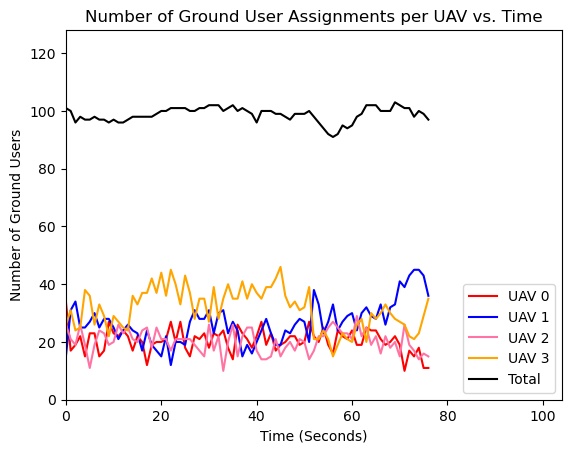 Number of Ground User Assignments per UAV vs. Time
Number of Ground Users
120
100
80
60
40
20
0
0 20 40 60 80 100
Time (Seconds)
UAV 0
UAV 1
UAV 2
UAV 3
Total